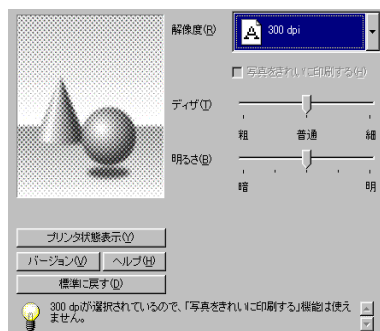 解像度(R)
300 dpi
写真をきれいに印刷する(H)
ディザ(T)
粗 普通 細
明るさ(B)
暗 明
プリンタ状態表示(Y)
バージョン(V) ヘルプ(H)
標準に戻す(D)
300 dpiが選択されているので、「写真をきれいに印刷する」機能は使え
ません。